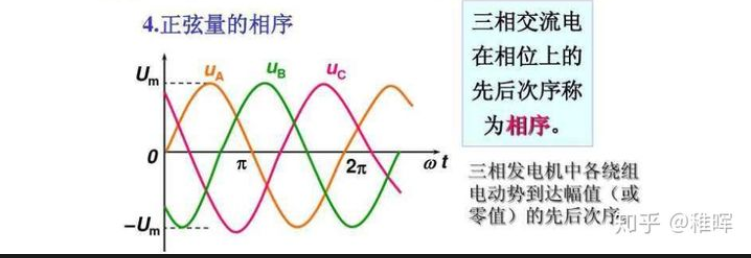 4.正弦量的相序
Um
uA
uB
uC
0
π
2π
ω t
−Um
三相交流电
在相位上的
先后次序称
为相序。
三相发电机中各绕组
电动势到达幅值（或
零值）的先后次序
知乎 @稚晖